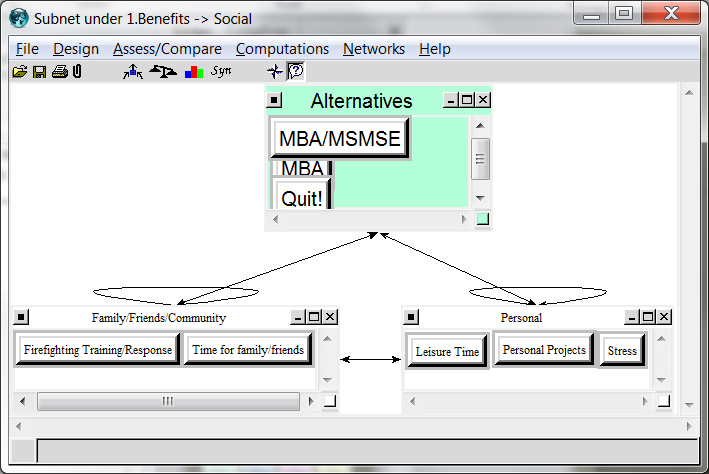 Subnet under 1.Benefits -> Social
File Design Assess/Compare Computations Networks Help
Syn
Alternatives
MBA/MSMSE
MBA
Quit!
Family/Friends/Community
Firefighting Training/Response Time for family/friends
Personal
Leisure Time Personal Projects Stress